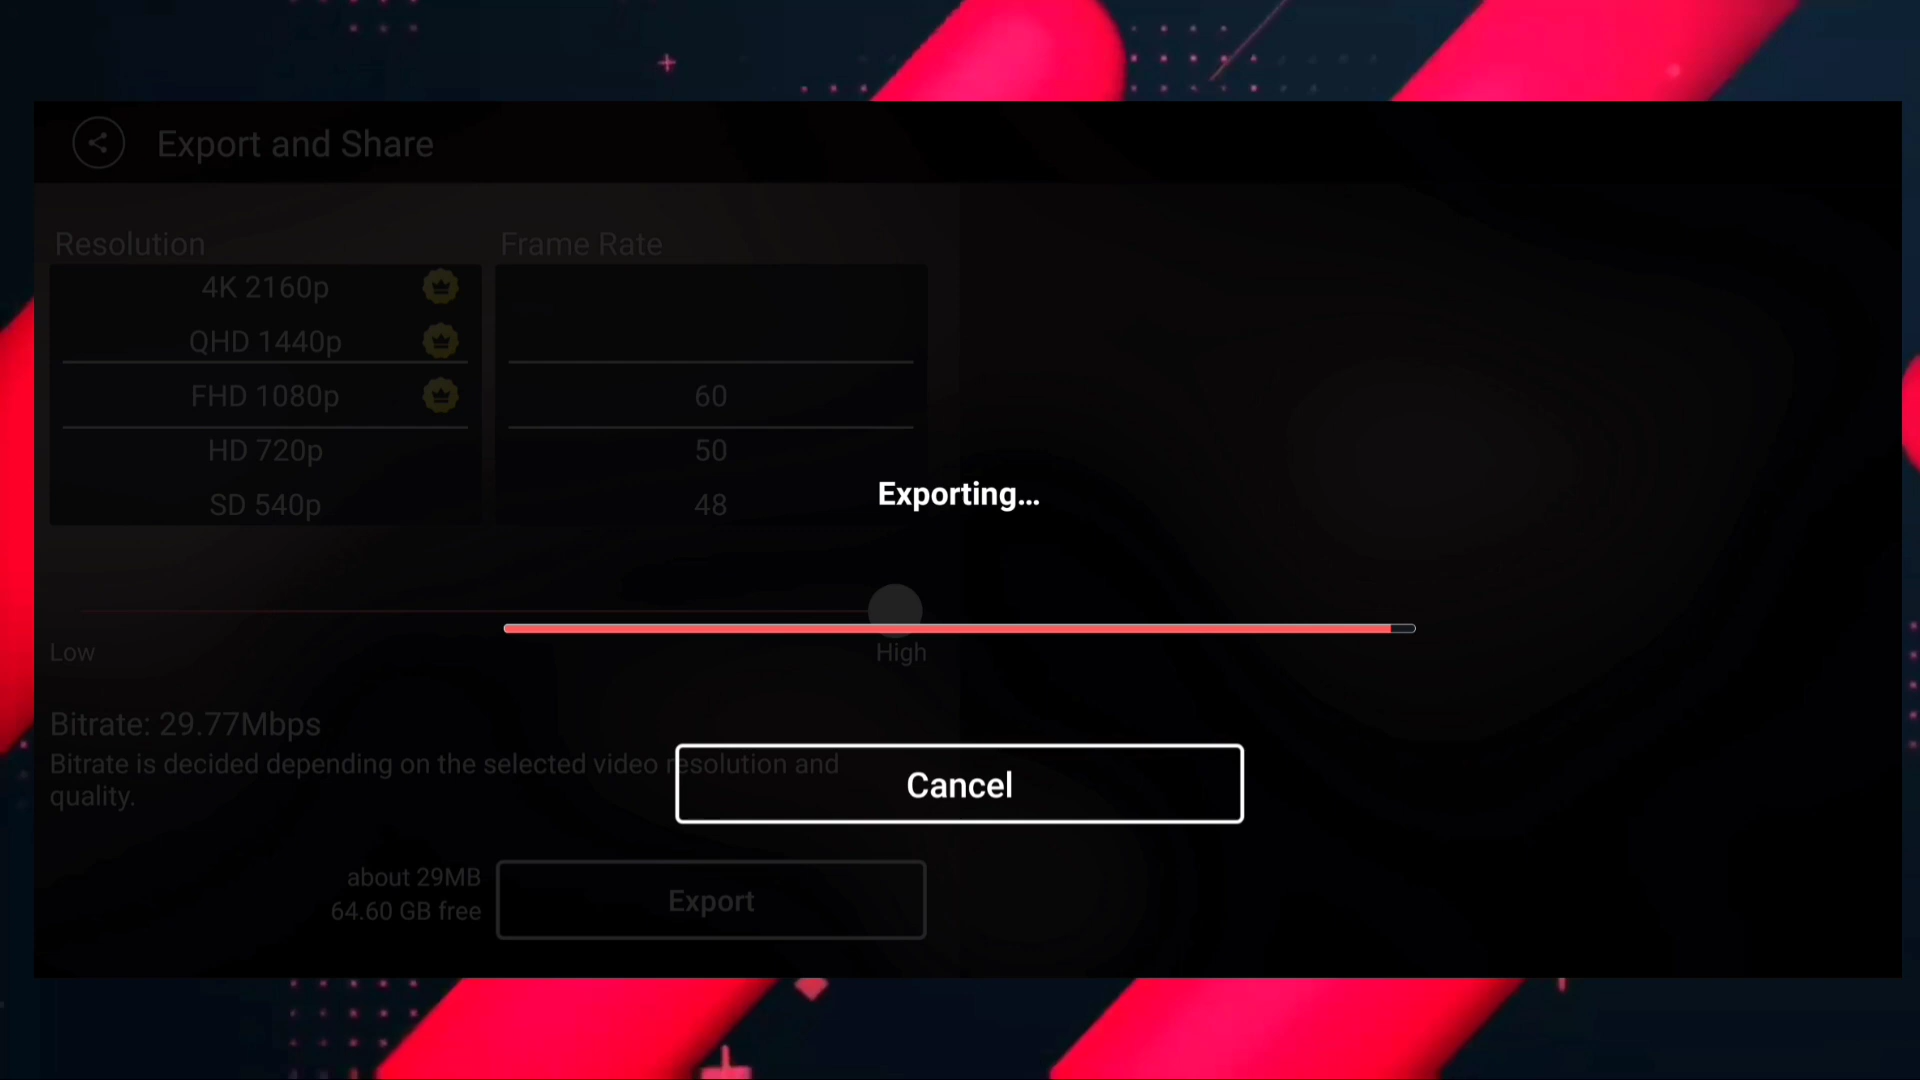 Export and Share
Resolution
Frame Rate
4K 2160p
QHD 1440p
FHD 1080p
HD 720p
SD 540p
60
50
48
Exporting...
Low
High
Bitrate: 29.77Mbps
Bitrate is decided depending on the selected video resolution and
quality.
Cancel
about 29MB
64.60 GB free
Export